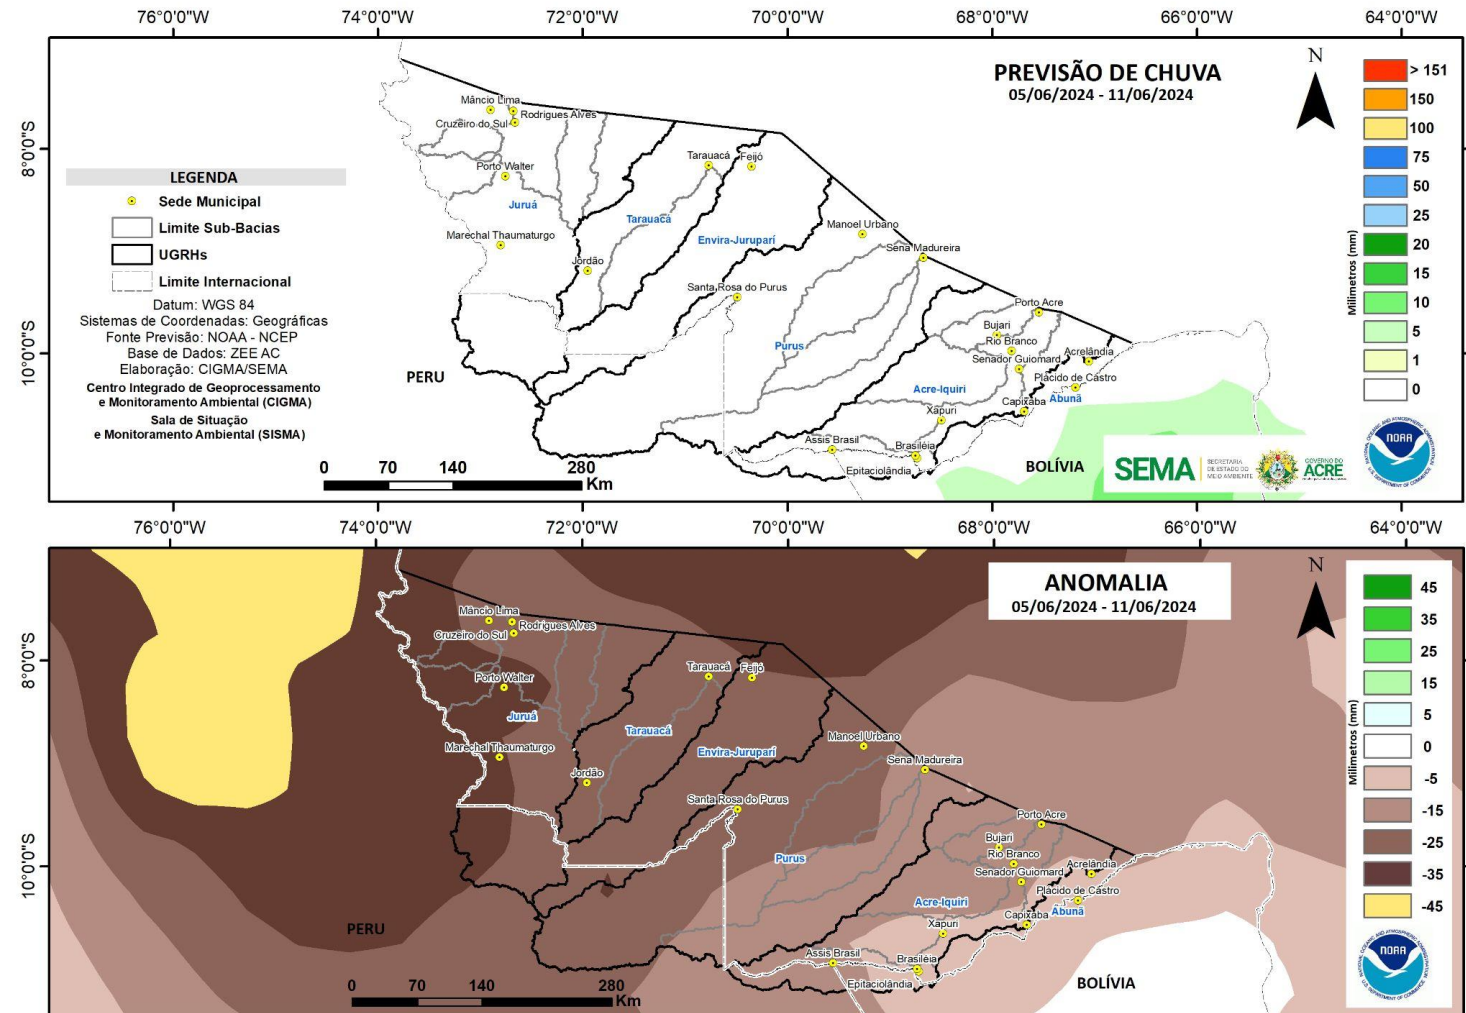 76°0'0"W 74°0'0"W 72°0'0"W 70°0'0"W 68°0'0"W 66°0'0"W 64°0'0"W
PREVISÃO DE CHUVA
05/06/2024 - 11/06/2024
N
8°0'0"S
10°0'0"S
LEGENDA
Sede Municipal
Limite Sub-Bacias
UGRHs
Limite Internacional
Datum: WGS 84
Sistemas de Coordenadas: Geográficas
Fonte Previsão: NOAA - NCEP
Base de Dados: ZEE AC
Elaboração: CIGMA/SEMA
Centro Integrado de Geoprocessamento
e Monitoramento Ambiental (CIGMA)
Sala de Situação
e Monitoramento Ambiental (SISMA)
Mâncio Lima
Rodrigues Alves
Cruzeiro do Sul
Porto Walter
Juruá
Marechal Thaumaturgo
Jordão
Tarauacá
Feijó
Tarauacá
Envira-Juruparí
Manoel Urbano
Sena Madureira
Santa Rosa do Purus
Purus
Porto Acre
Bujari
Rio Branco
Senador Guiomard
Acrelândia
Plácido de Castro
Acre-Iquiri
Abunã
Capixaba
Xapuri
Assis Brasil
Brasiléia
Epitaciolândia
PERU
BOLÍVIA
0 70 140 280
Km
Milimetros (mm)
> 151
150
100
75
50
25
20
15
10
5
1
0
SEMA
SECRETARIA
DE ESTADO DO
MEIO AMBIENTE
GOVERNO DO
ACRE
NOAA
76°0'0"W 74°0'0"W 72°0'0"W 70°0'0"W 68°0'0"W 66°0'0"W 64°0'0"W
ANOMALIA
05/06/2024 - 11/06/2024
N
8°0'0"S
10°0'0"S
Mâncio Lima
Rodrigues Alves
Cruzeiro do Sul
Porto Walter
Juruá
Marechal Thaumaturgo
Jordão
Tarauacá
Feijó
Tarauacá
Envira-Juruparí
Manoel Urbano
Sena Madureira
Santa Rosa do Purus
Purus
Porto Acre
Bujari
Rio Branco
Senador Guiomard
Acrelândia
Plácido de Castro
Acre-Iquiri
Abunã
Capixaba
Xapuri
Assis Brasil
Brasiléia
Epitaciolândia
PERU
BOLÍVIA
0 70 140 280
Km
Milimetros (mm)
45
35
25
15
5
0
-5
-15
-25
-35
-45
NOAA